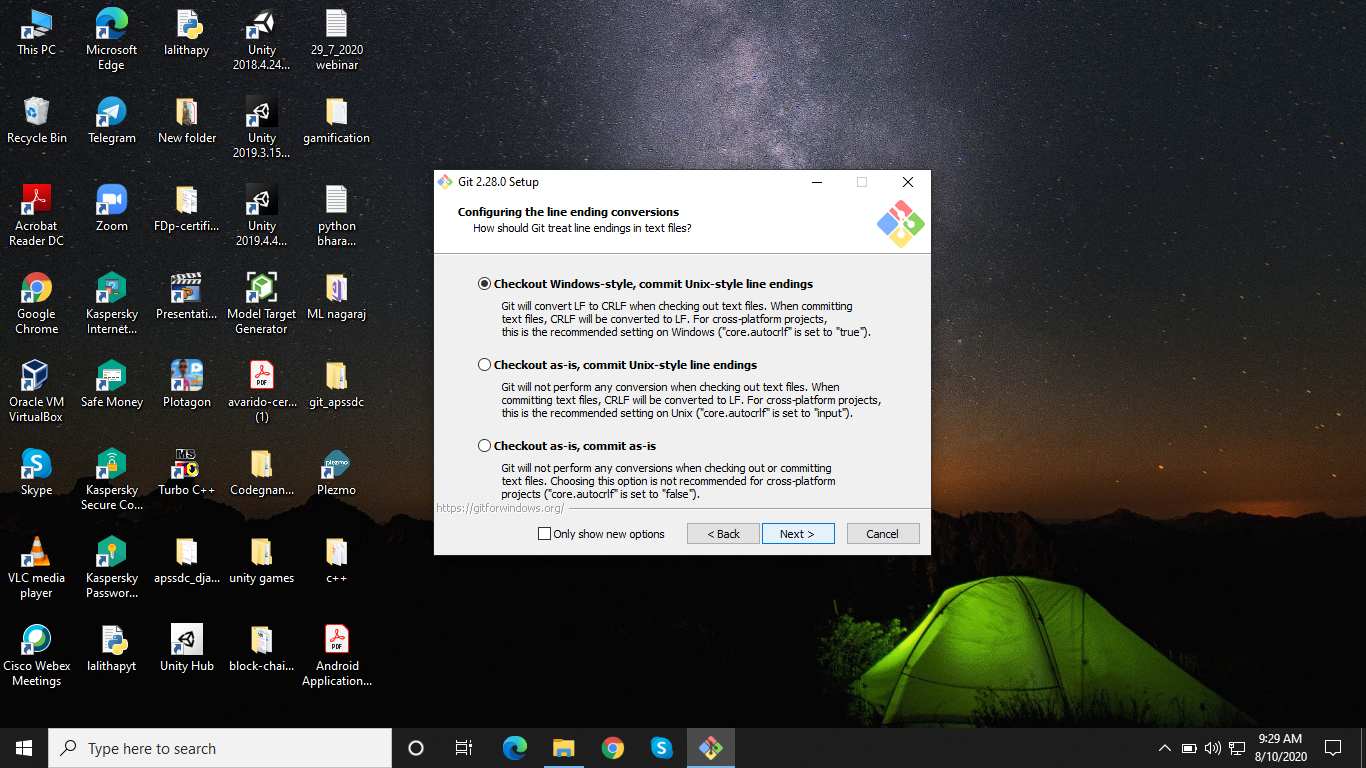 This PC
Microsoft
Edge
lalithapy
Unity
2018.4.24...
29_7_2020
webinar
Recycle Bin
Telegram
New folder
Unity
2019.3.15...
gamification
Acrobat
Reader DC
Zoom
FDp-certifi...
Unity
2019.4.4...
python
bhara...
Google
Chrome
Kaspersky
Internet...
Presentati...
Model Target
Generator
ML nagaraj
Oracle VM
VirtualBox
Safe Money
Plotagon
avarido-cer...
(1)
git_apssdc
Skype
Kaspersky
Secure Co...
Turbo C++
Codegnan...
Plezmo
VLC media
player
Kaspersky
Passwor...
apssdc_dja...
unity games
c++
Cisco Webex
Meetings
lalithapyt
Unity Hub
block-chai...
Android
Application...
Git 2.28.0 Setup
Configuring the line ending conversions
How should Git treat line endings in text files?
Checkout Windows-style, commit Unix-style line endings
Git will convert LF to CRLF when checking out text files. When committing
text files, CRLF will be converted to LF. For cross-platform projects,
this is the recommended setting on Windows ("core.autocrlf" is set to "true").
Checkout as-is, commit Unix-style line endings
Git will not perform any conversion when checking out text files. When
committing text files, CRLF will be converted to LF. For cross-platform projects,
this is the recommended setting on Unix ("core.autocrlf" is set to "input").
Checkout as-is, commit as-is
Git will not perform any conversions when checking out or committing
text files. Choosing this option is not recommended for cross-platform
projects ("core.autocrlf" is set to "false").
https://gitforwindows.org/
Only show new options
< Back
Next >
Cancel
Type here to search
9:29 AM
8/10/2020